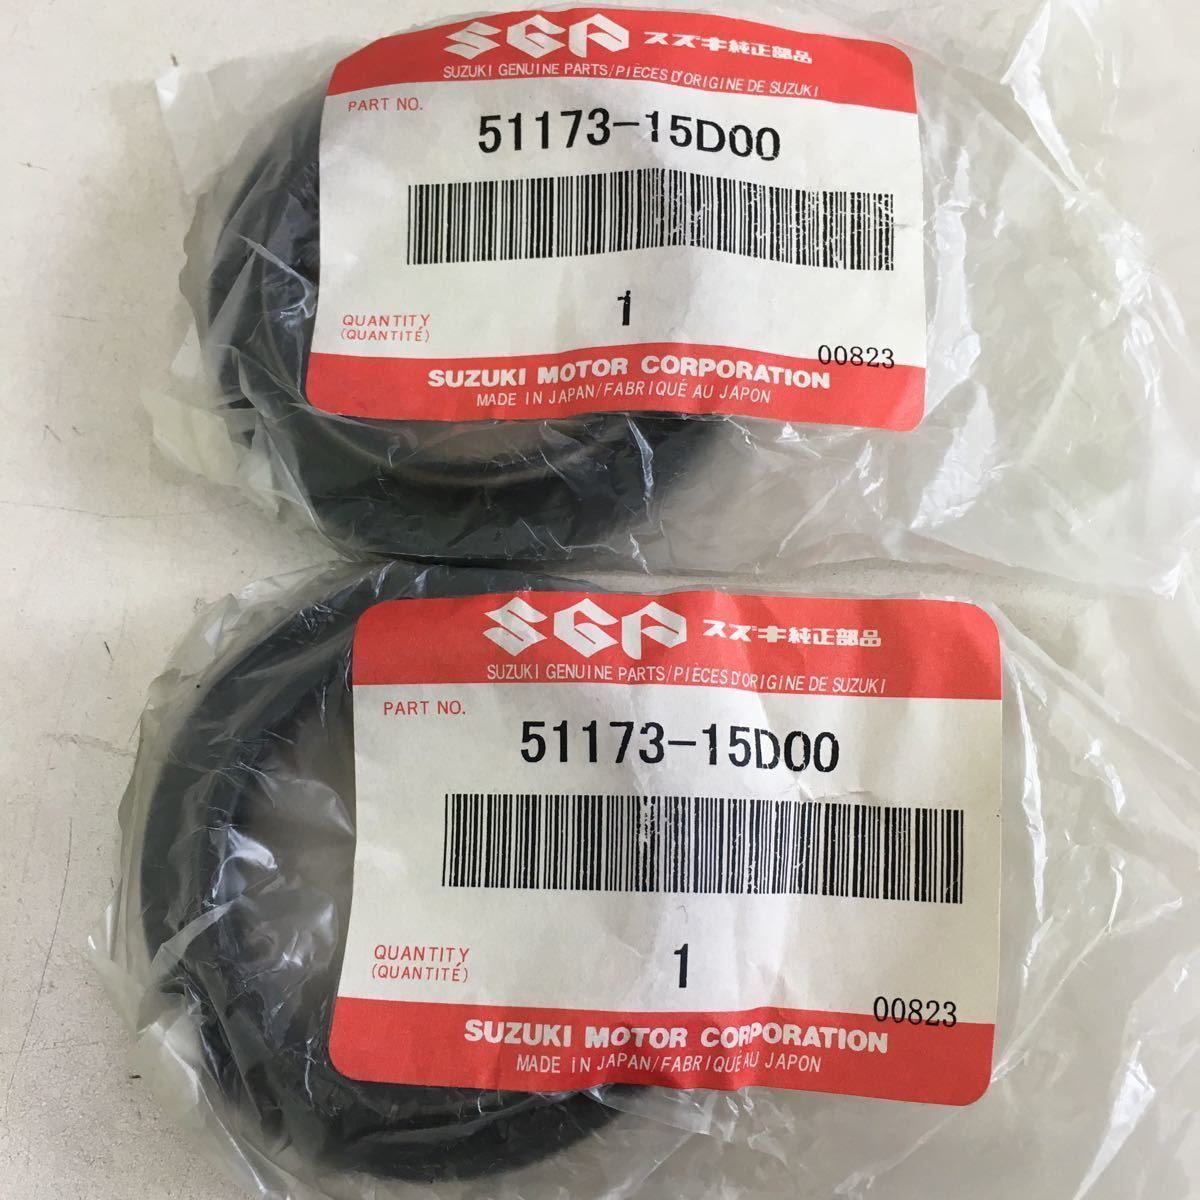 SGP スズキ純正部品
SUZUKI GENUINE PARTS/PIÈCES D'ORIGINE DE SUZUKI
PART NO.
51173-15D00
1
QUANTITY
(QUANTITÉ)
00823
SUZUKI MOTOR CORPORATION
MADE IN JAPAN/FABRIQUÉ AU JAPON
SGP スズキ純正部品
SUZUKI GENUINE PARTS/PIÈCES D'ORIGINE DE SUZUKI
PART NO.
51173-15D00
QUANTITY
(QUANTITÉ)
1
00823
SUZUKI MOTOR CORPORATION
MADE IN JAPAN/FABRIQUÉ AU JAPON